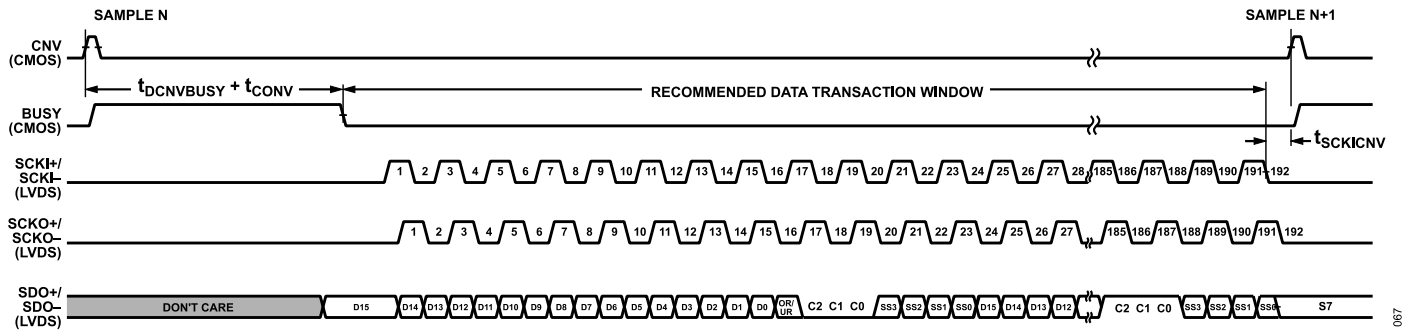 SAMPLE N
SAMPLE N+1
CNV
(CMOS)
tDCNVBUSY + tCONV
RECOMMENDED DATA TRANSACTION WINDOW
BUSY
(CMOS)
tSCKICNV
SCKI+/
SCKI–
(LVDS)
1 2 3 4 5 6 7 8 9 10 11 12 13 14 15 16 17 18 19 20 21 22 23 24 25 26 27 28 185 186 187 188 189 190 191 192
SCKO+/
SCKO–
(LVDS)
1 2 3 4 5 6 7 8 9 10 11 12 13 14 15 16 17 18 19 20 21 22 23 24 25 26 27 185 186 187 188 189 190 191 192
SDO+/
SDO–
(LVDS)
DON'T CARE D15 D14 D13 D12 D11 D10 D9 D8 D7 D6 D5 D4 D3 D2 D1 D0 OR/
UR C2 C1 C0 SS3 SS2 SS1 SS0 D15 D14 D13 D12 C2 C1 C0 SS3 SS2 SS1 SS0 S7
067